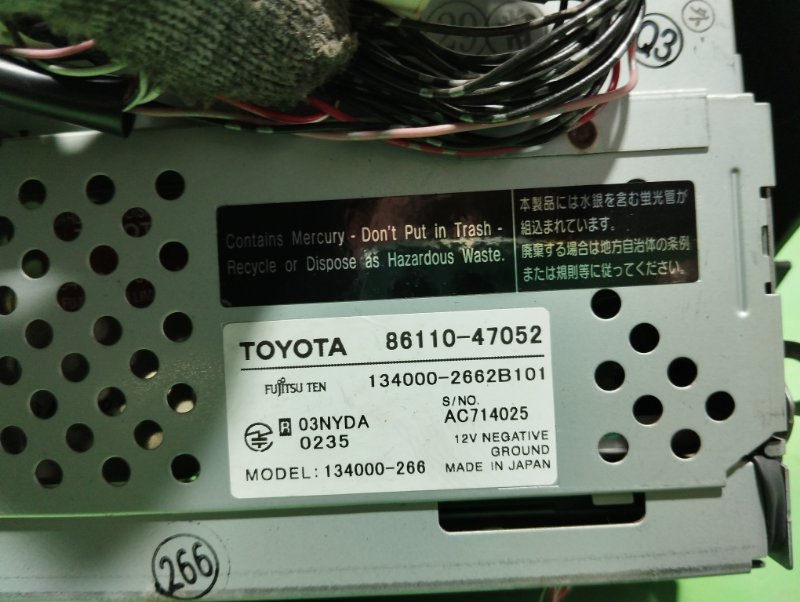 Q3
外
Contains Mercury - Don't Put in Trash -
Recycle or Dispose as Hazardous Waste.
本製品には水銀を含む蛍光管が
組込まれています。
廃棄する場合は地方自治体の条例
または規則等に従ってください。
TOYOTA 86110-47052
FUJITSU TEN 134000-2662B101
S/NO.
AC714025
R 03NYDA
0235
12V NEGATIVE
GROUND
MODEL: 134000-266 MADE IN JAPAN
266